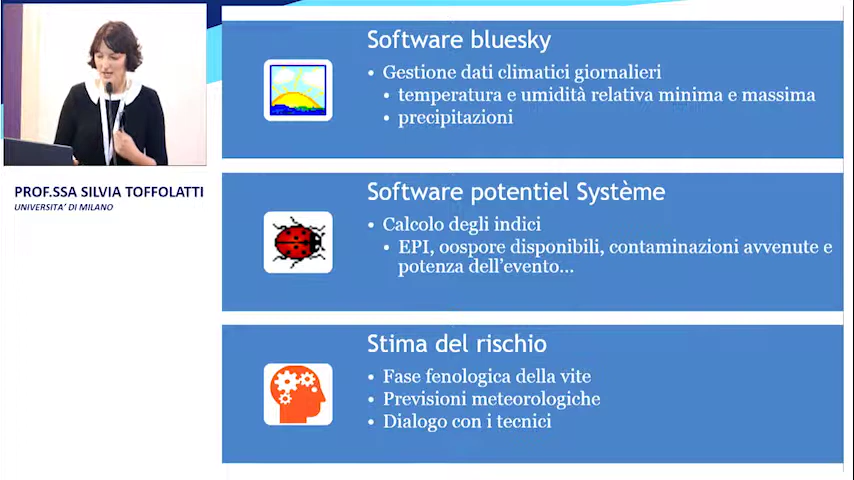 PROF.SSA SILVIA TOFFOLATTI
UNIVERSITA' DI MILANO
Software bluesky
• Gestione dati climatici giornalieri
• temperatura e umidità relativa minima e massima
• precipitazioni
Software potentiel Système
• Calcolo degli indici
• EPI, oospore disponibili, contaminazioni avvenute e
potenza dell'evento...
Stima del rischio
• Fase fenologica della vite
• Previsioni meteorologiche
• Dialogo con i tecnici